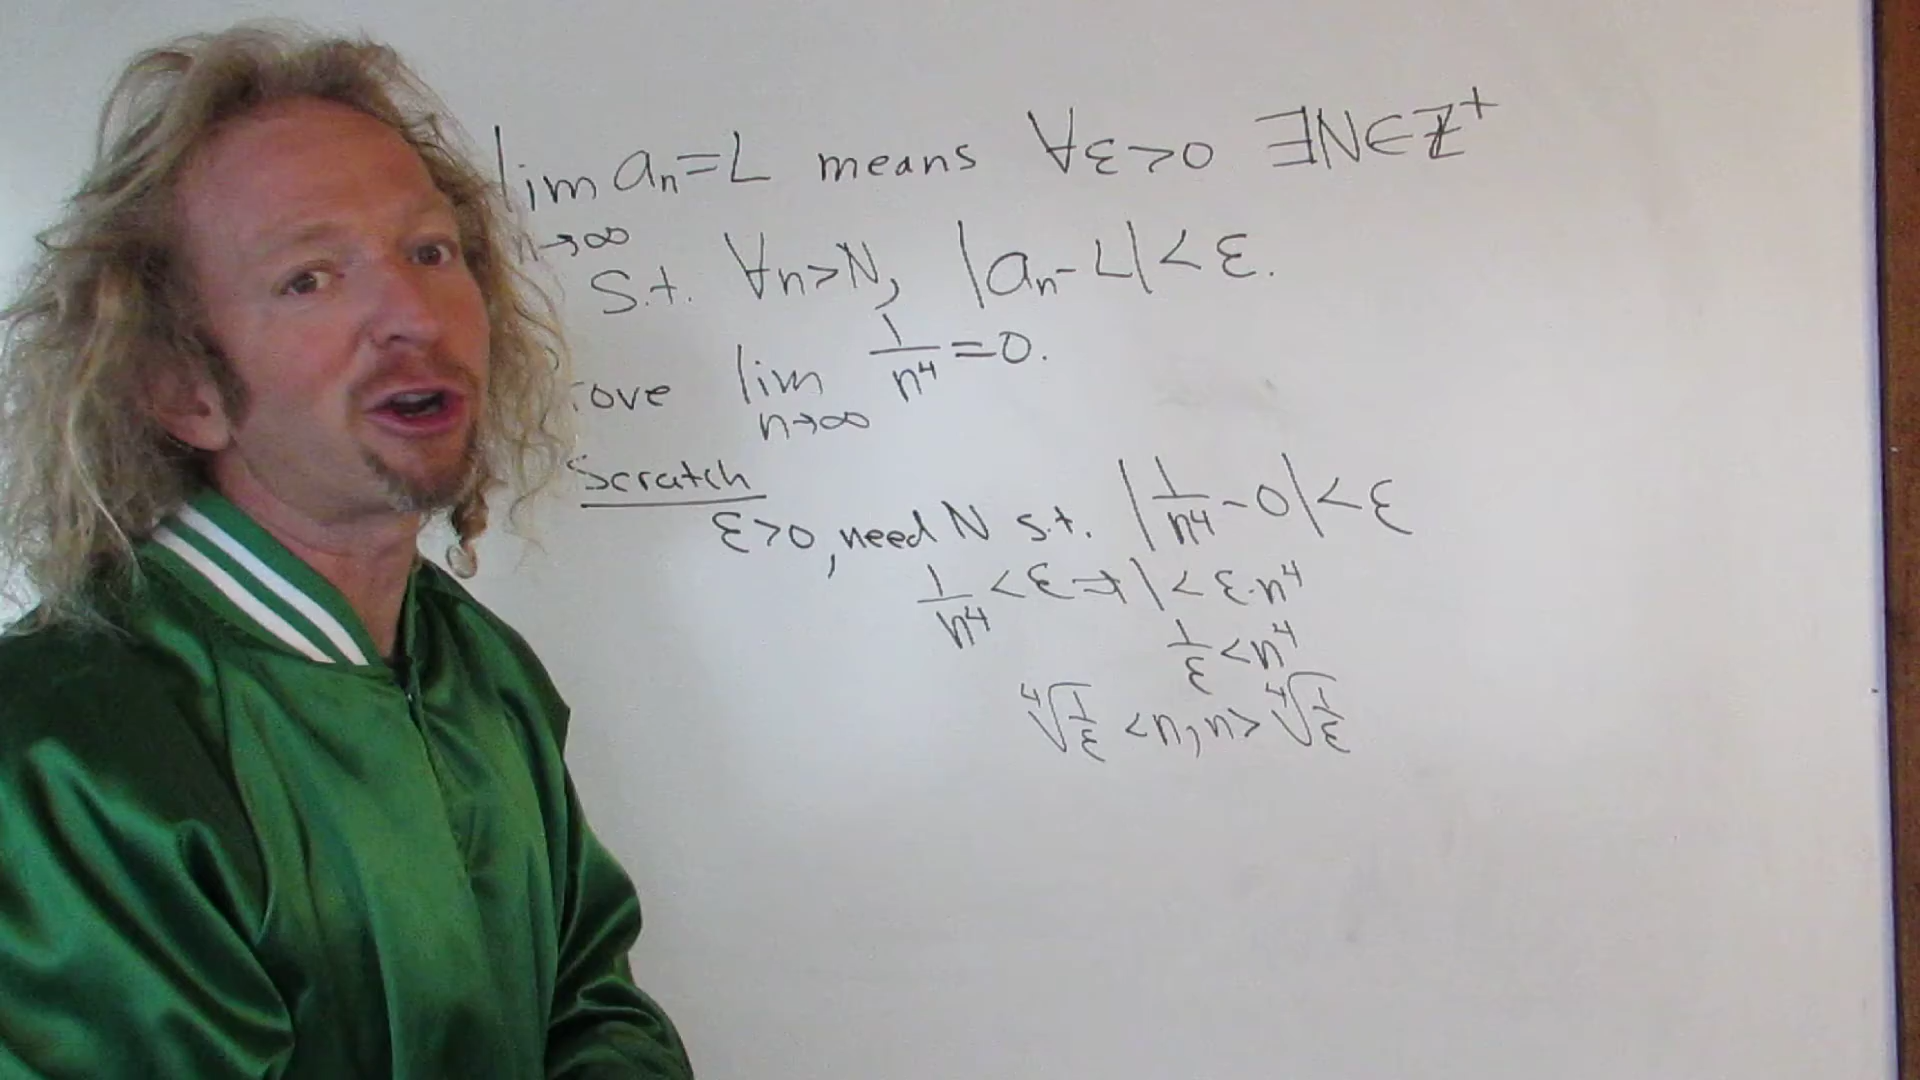 lim aₙ = L means ∀ε>0 ∃N∈ℤ⁺
n→∞
s.t. ∀n>N, |aₙ - L| < ε.
ove lim 1/n⁴ = 0.
n→∞
Scratch
ε>0, need N s.t. |1/n⁴ - 0| < ε
1/n⁴ < ε ⇒ 1 < ε·n⁴
1/ε < n⁴
⁴√(1/ε) < n, n > ⁴√(1/ε)